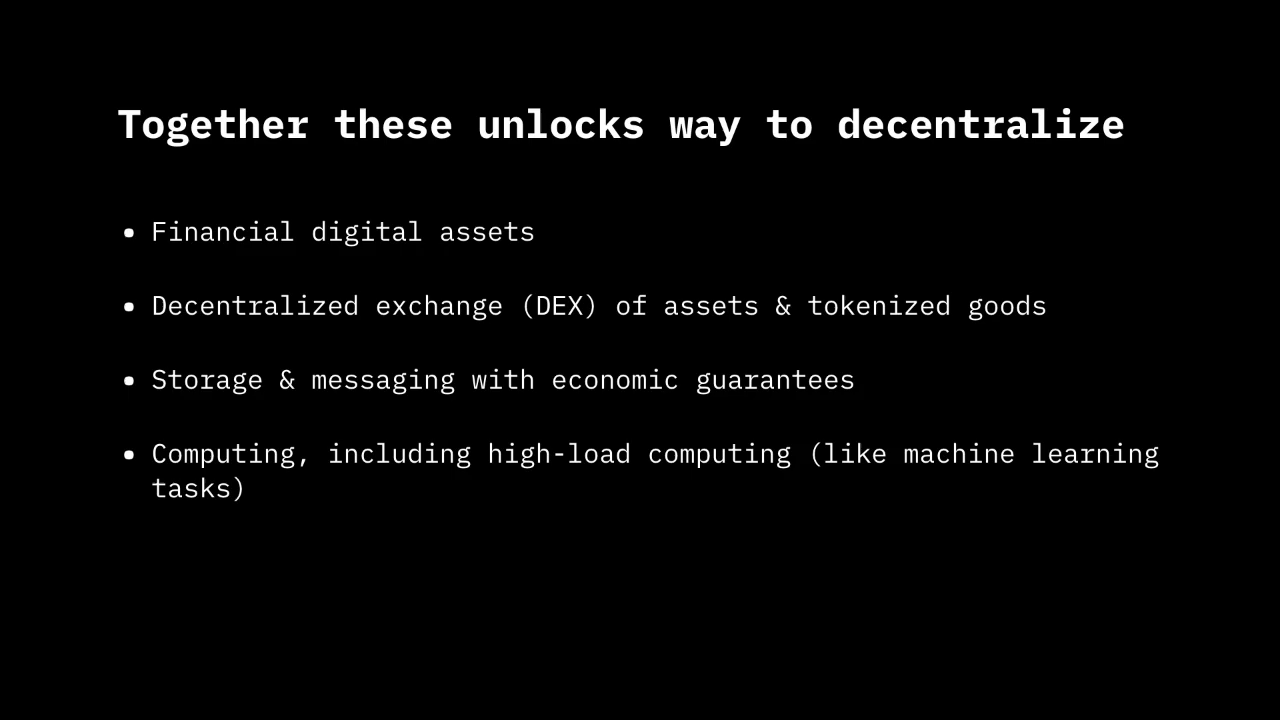 Together these unlocks way to decentralize
• Financial digital assets
• Decentralized exchange (DEX) of assets & tokenized goods
• Storage & messaging with economic guarantees
• Computing, including high-load computing (like machine learning
tasks)